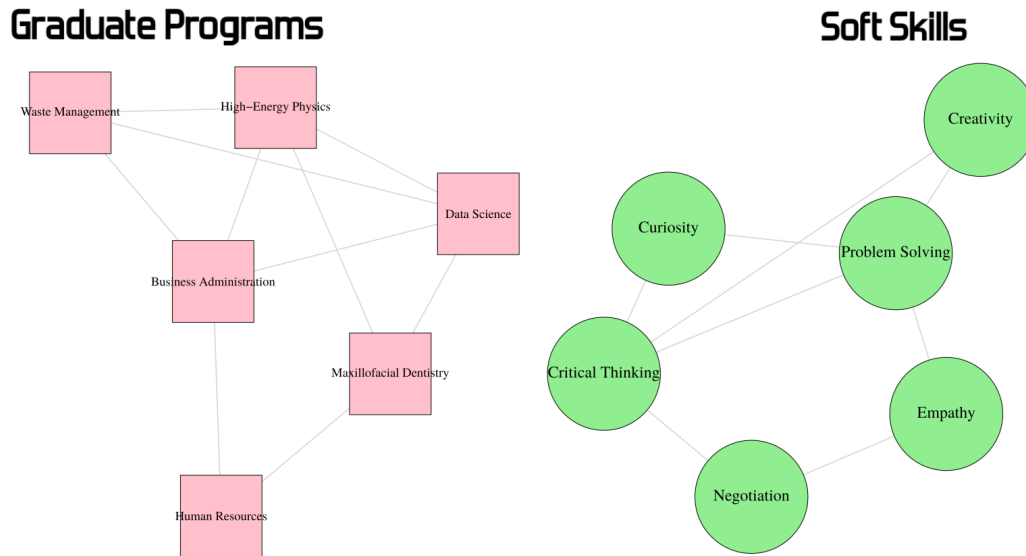 Graduate Programs
Soft Skills
Waste Management
High−Energy Physics
Data Science
Business Administration
Maxillofacial Dentistry
Human Resources
Creativity
Curiosity
Problem Solving
Critical Thinking
Empathy
Negotiation